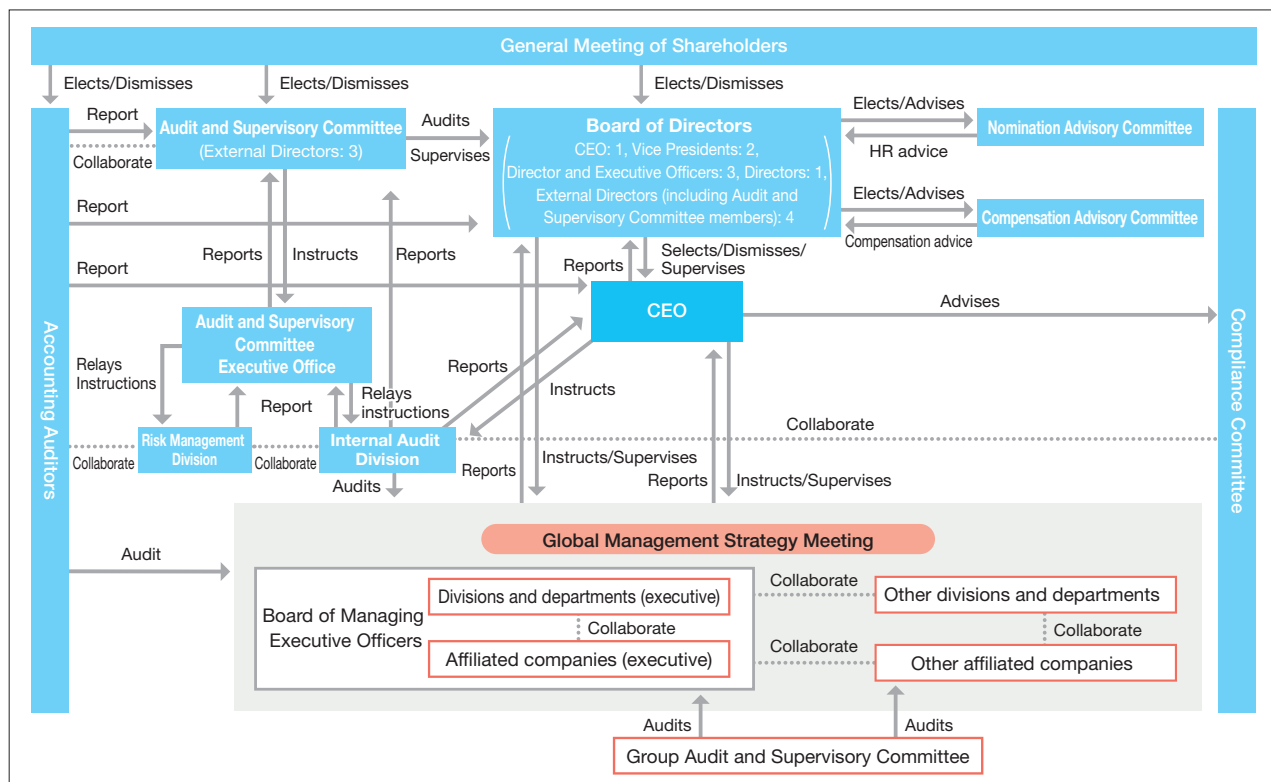 General Meeting of Shareholders
Elects/Dismisses
Elects/Dismisses
Elects/Dismisses
Accounting Auditors
Report
Collaborate
Audit and Supervisory Committee
(External Directors: 3)
Audits
Supervises
Board of Directors
CEO: 1, Vice Presidents: 2,
Director and Executive Officers: 3, Directors: 1,
External Directors (including Audit and
Supervisory Committee members): 4
Elects/Advises
HR advice
Nomination Advisory Committee
Elects/Advises
Compensation advice
Compensation Advisory Committee
Compliance Committee
Report
Reports
Instructs
Reports
Report
Reports
Selects/Dismisses/
Supervises
CEO
Advises
Audit and Supervisory
Committee
Executive Office
Relays
Instructions
Report
Relays
instructions
Reports
Instructs
Collaborate
Risk Management
Division
Collaborate
Internal Audit
Division
Collaborate
Audits
Reports
Instructs/Supervises
Reports
Instructs/Supervises
Audit
Global Management Strategy Meeting
Board of Managing
Executive Officers
Divisions and departments (executive)
Collaborate
Affiliated companies (executive)
Collaborate
Collaborate
Other divisions and departments
Collaborate
Other affiliated companies
Audits
Audits
Group Audit and Supervisory Committee